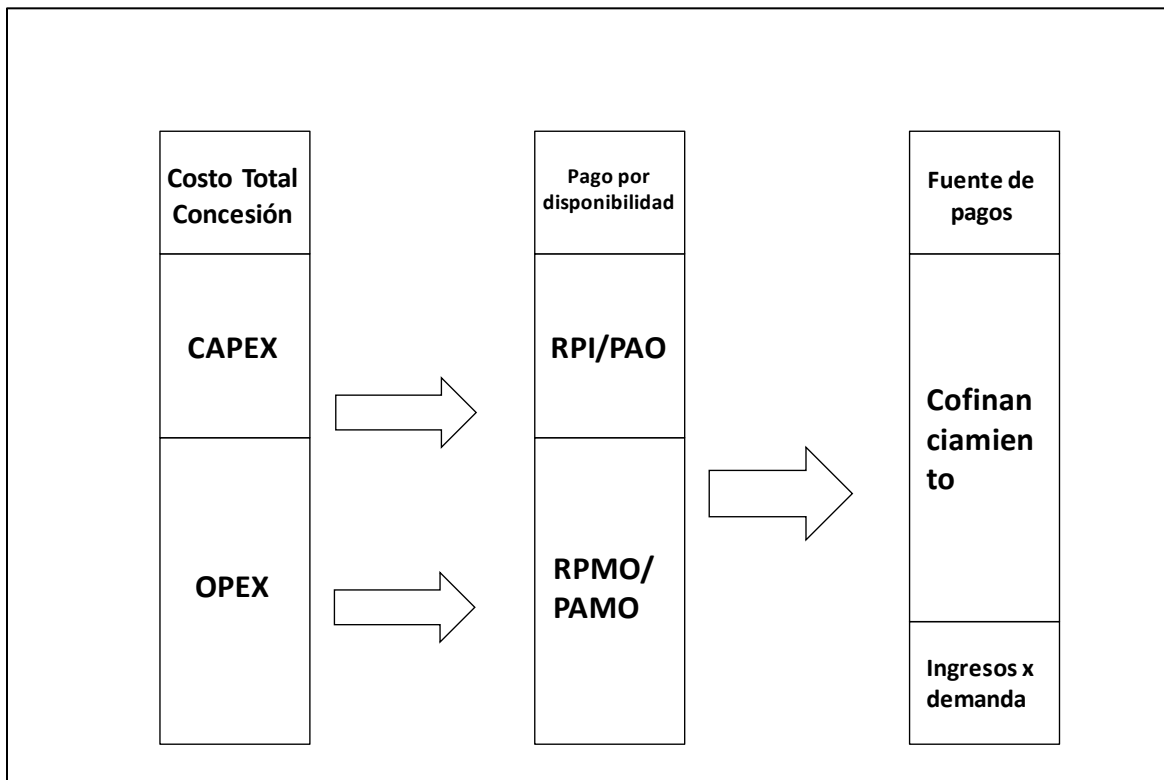 Costo Total
Concesión
Pago por
disponibilidad
Fuente de
pagos
CAPEX
RPI/PAO
Cofinan
ciamien
to
OPEX
RPMO/
PAMO
Ingresos x
demanda